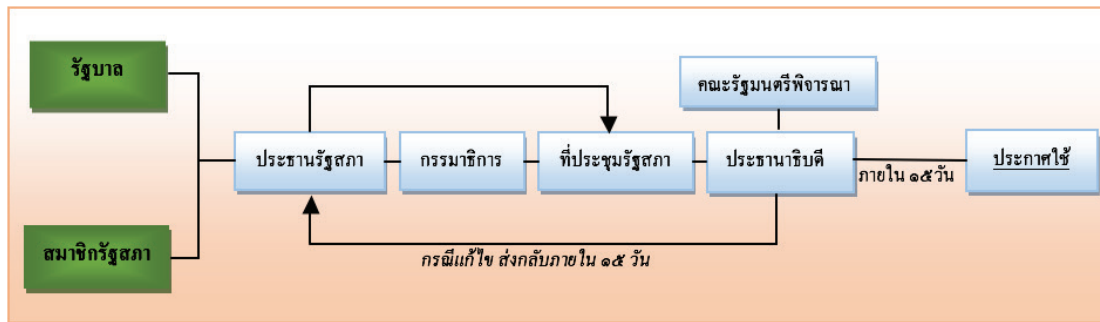 รัฐบาล
คณะรัฐมนตรีพิจารณา
ประธานรัฐสภา
กรรมาธิการ
ที่ประชุมรัฐสภา
ประธานาธิบดี
ภายใน ๑๕วัน
ประกาศใช้
สมาชิกรัฐสภา
กรณีแก้ไข ส่งกลับภายใน ๑๕ วัน